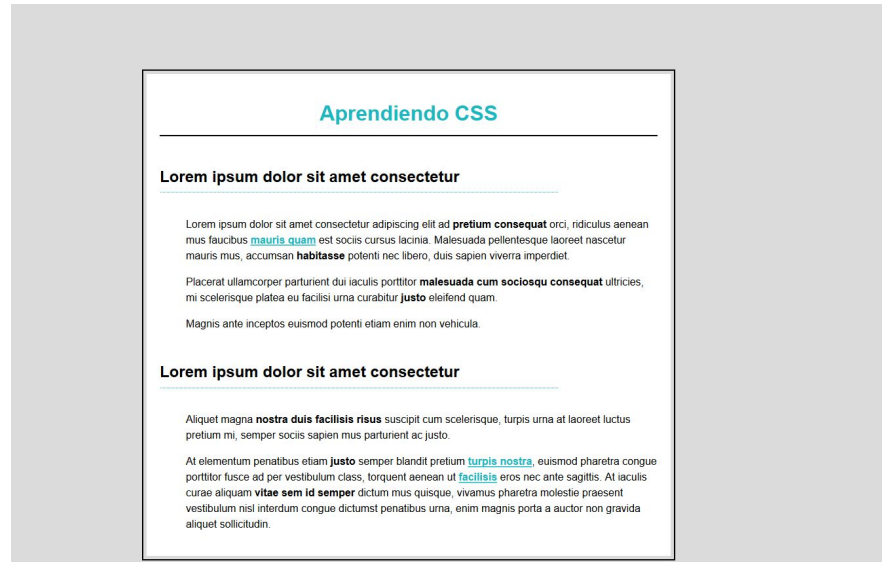 Aprendiendo CSS
Lorem ipsum dolor sit amet consectetur
Lorem ipsum dolor sit amet consectetur adipiscing elit ad pretium consequat orci, ridiculus aenean
mus faucibus mauris quam est sociis cursus lacinia. Malesuada pellentesque laoreet nascetur
mauris mus, accumsan habitasse potenti nec libero, duis sapien viverra imperdiet.
Placerat ullamcorper parturient dui iaculis porttitor malesuada cum sociosqu consequat ultricies,
mi scelerisque platea eu facilisi urna curabitur justo eleifend quam.
Magnis ante inceptos euismod potenti etiam enim non vehicula.
Lorem ipsum dolor sit amet consectetur
Aliquet magna nostra duis facilisis risus suscipit cum scelerisque, turpis urna at laoreet luctus
pretium mi, semper sociis sapien mus parturient ac justo.
At elementum penatibus etiam justo semper blandit pretium turpis nostra, euismod pharetra congue
porttitor fusce ad per vestibulum class, torquent aenean ut facilisis eros nec ante sagittis. At iaculis
curae aliquam vitae sem id semper dictum mus quisque, vivamus pharetra molestie praesent
vestibulum nisl interdum congue dictumst penatibus urna, enim magnis porta a auctor non gravida
aliquet sollicitudin.